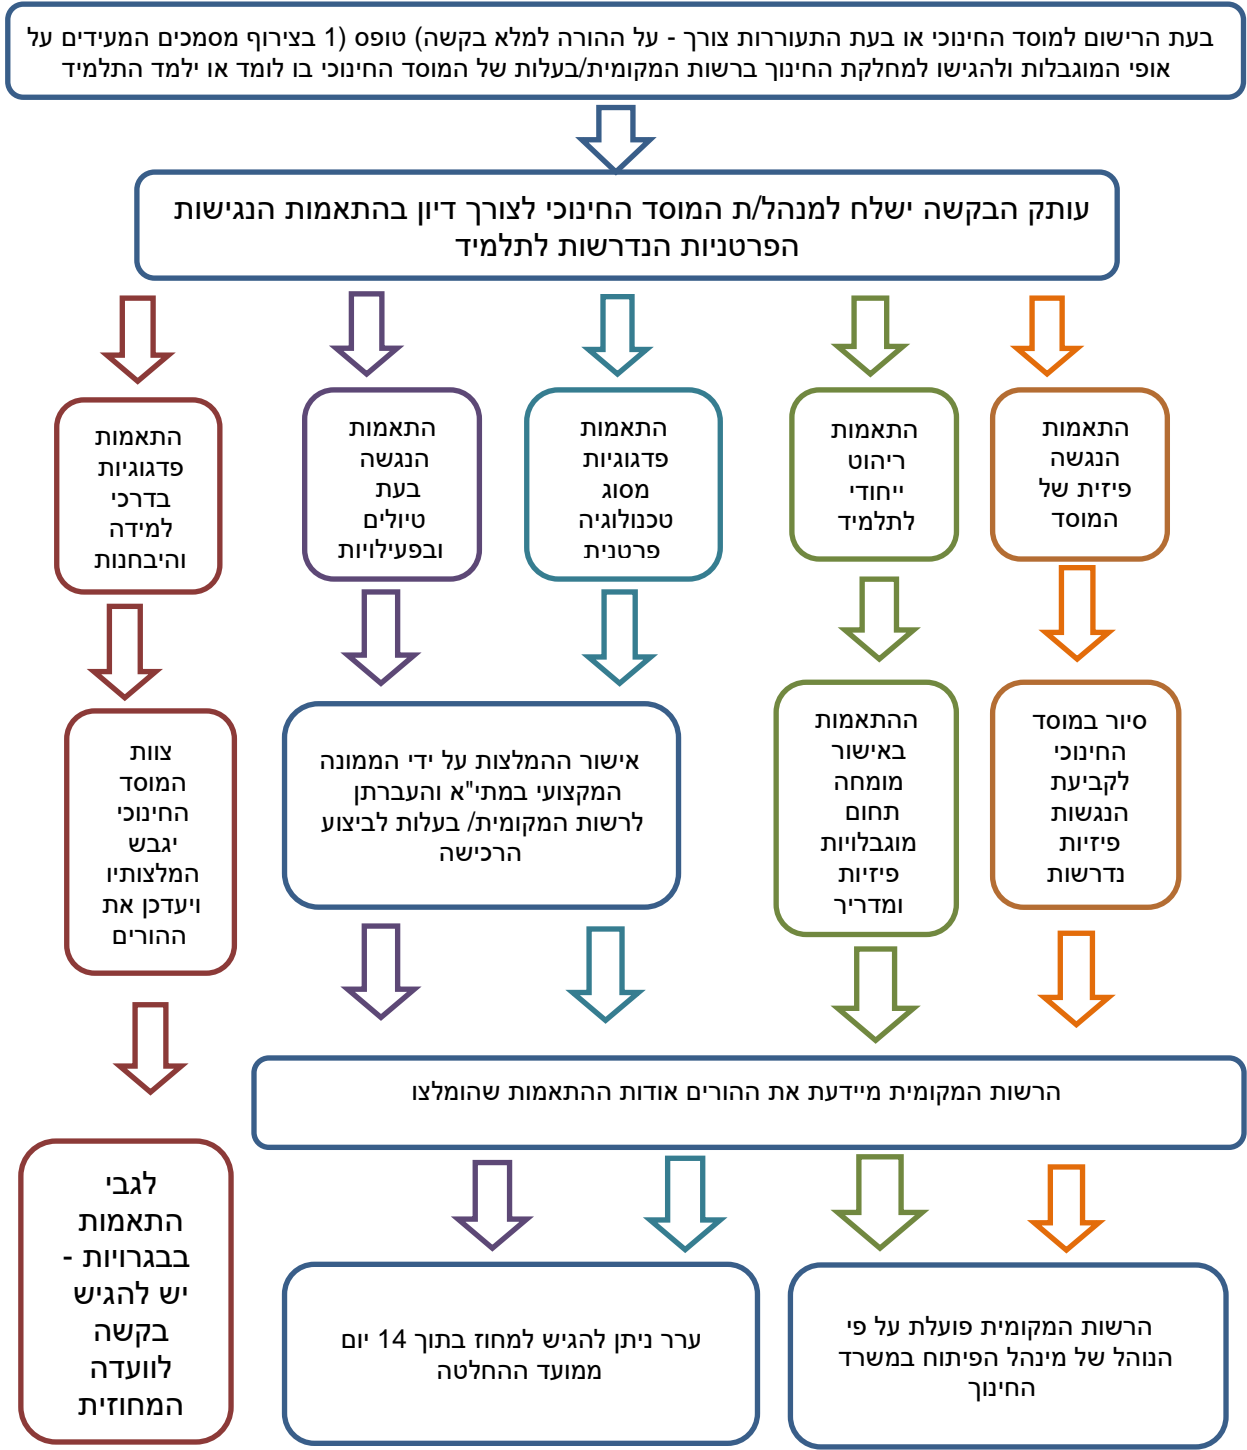 בעת הרישום למוסד החינוכי או בעת התעוררות צורך - על ההורה למלא בקשה) טופס (1 בצירוף מסמכים המעידים על
אופי המוגבלות ולהגישו למחלקת החינוך ברשות המקומית/בעלות של המוסד החינוכי בו לומד או ילמד התלמיד
עותק הבקשה ישלח למנהל/ת המוסד החינוכי לצורך דיון בהתאמות הנגישות
הפרטניות הנדרשות לתלמיד
התאמות
הנגשה
פיזית של
המוסד
התאמות
ריהוט
ייחודי
לתלמיד
התאמות
פדגוגיות
מסוג
טכנולוגיה
פרטנית
התאמות
הנגשה
בעת
טיולים
ובפעילויות
התאמות
פדגוגיות
בדרכי
למידה
והיבחנות
סיור במוסד
החינוכי
לקביעת
הנגשות
פיזיות
נדרשות
ההתאמות
באישור
מומחה
תחום
מוגבלויות
פיזיות
ומדריך
אישור ההמלצות על ידי הממונה
המקצועי במתי"א והעברתן
לרשות המקומית/ בעלות לביצוע
הרכישה
צוות
המוסד
החינוכי
יגבש
המלצותיו
ויעדכן את
ההורים
הרשות המקומית מיידעת את ההורים אודות ההתאמות שהומלצו
הרשות המקומית פועלת על פי
הנוהל של מינהל הפיתוח במשרד
החינוך
ערר ניתן להגיש למחוז בתוך 14 יום
ממועד ההחלטה
לגבי
התאמות
בבגרויות -
יש להגיש
בקשה
לוועדה
המחוזית